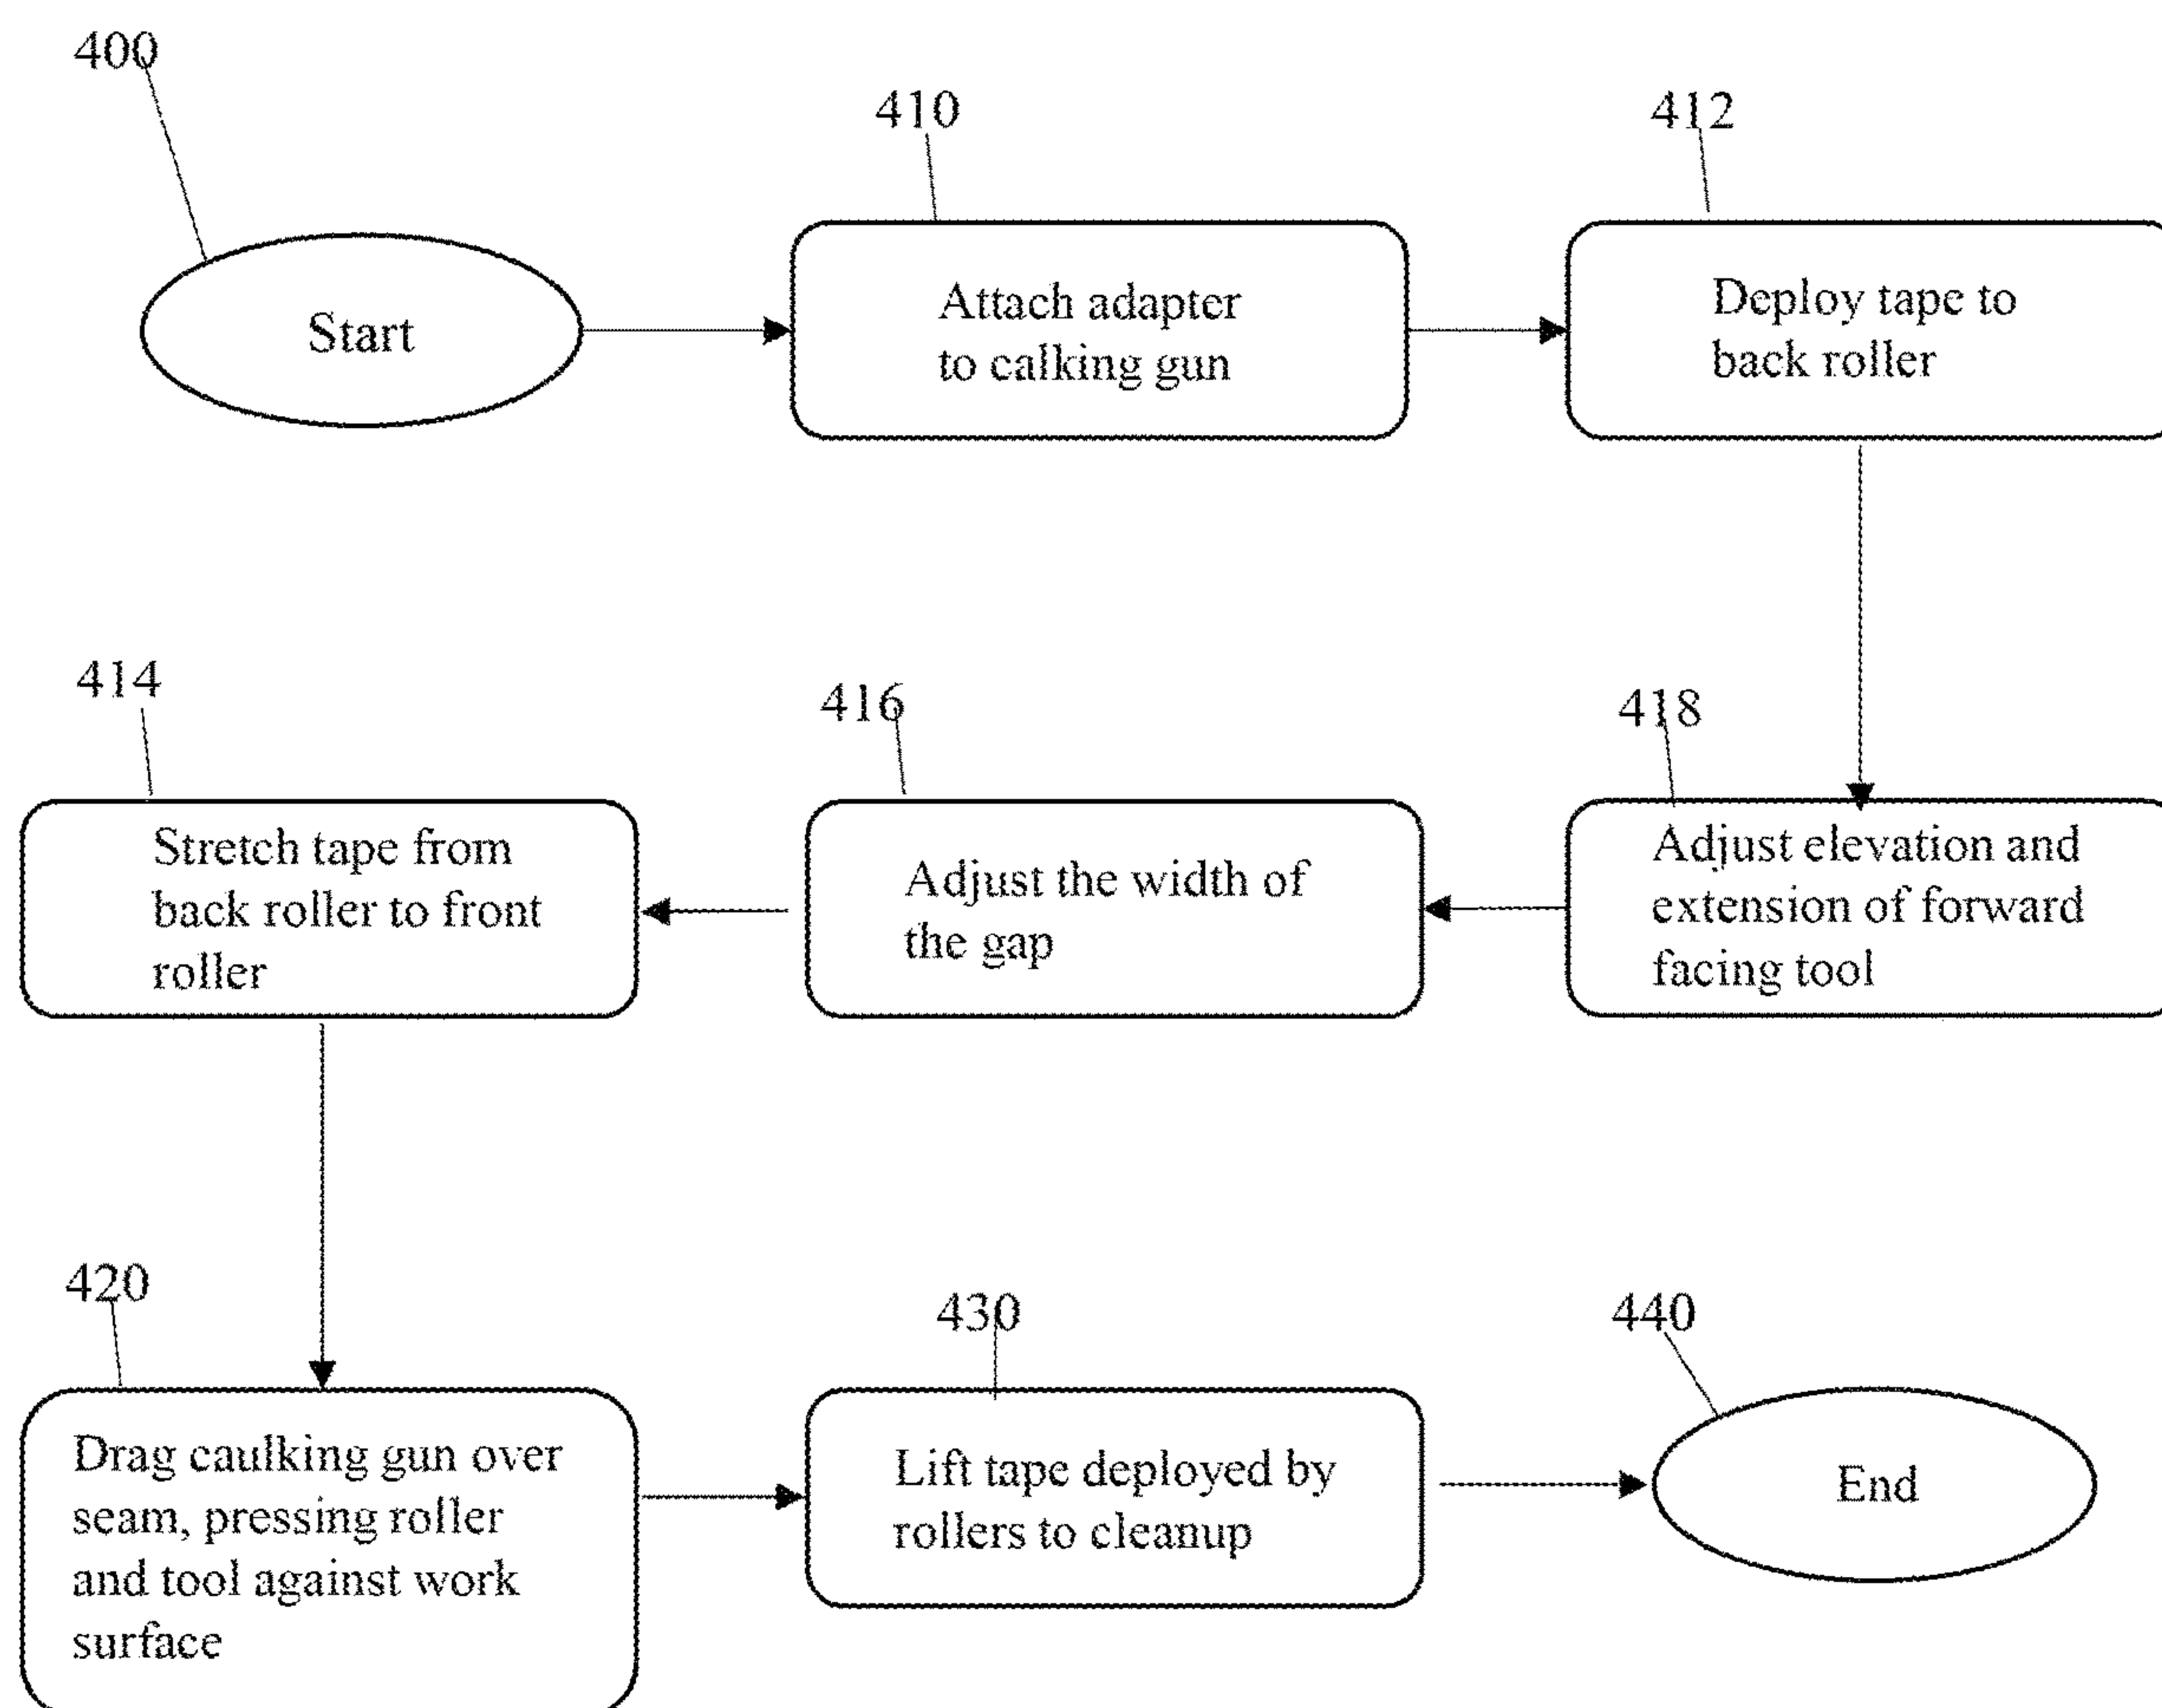 400
410
412
Start
Attach adapter
to calking gun
Deploy tape to
back roller
414
416
418
Stretch tape from
back roller to front
roller
Adjust the width of
the gap
Adjust elevation and
extension of forward
facing tool
420
430
440
Drag caulking gun over
seam, pressing roller
and tool against work
surface
Lift tape deployed by
rollers to cleanup
End